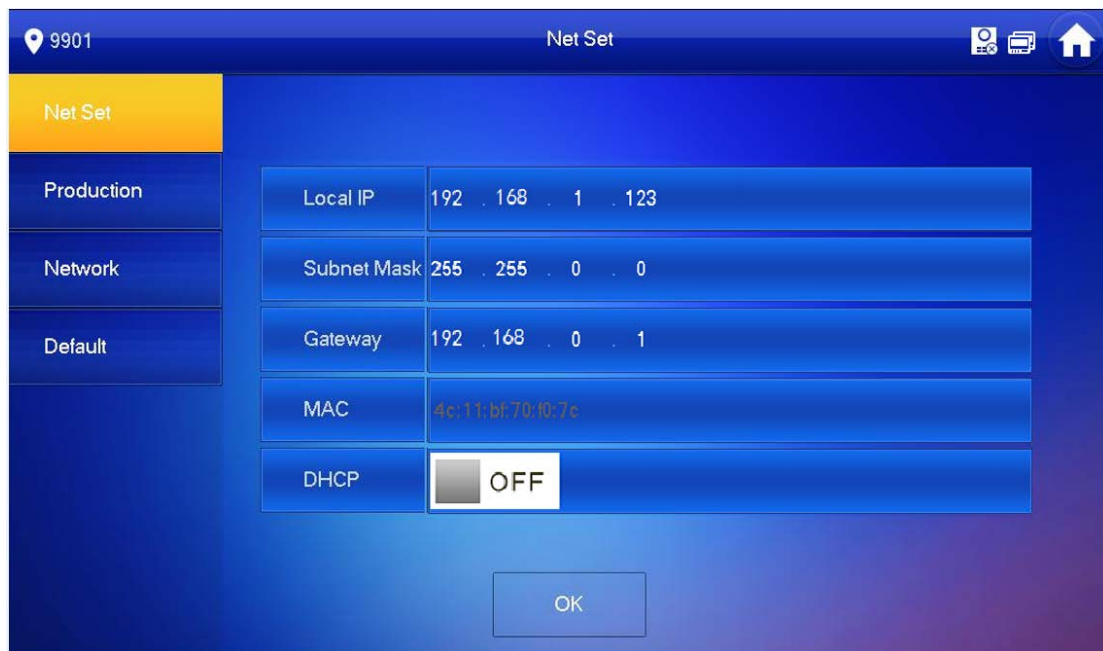 9901
Net Set
Net Set
Production
Network
Default
Local IP 192 . 168 . 1 . 123
Subnet Mask 255 . 255 . 0 . 0
Gateway 192 . 168 . 0 . 1
MAC 4c:11:bf:70:f0:7c
DHCP OFF
OK